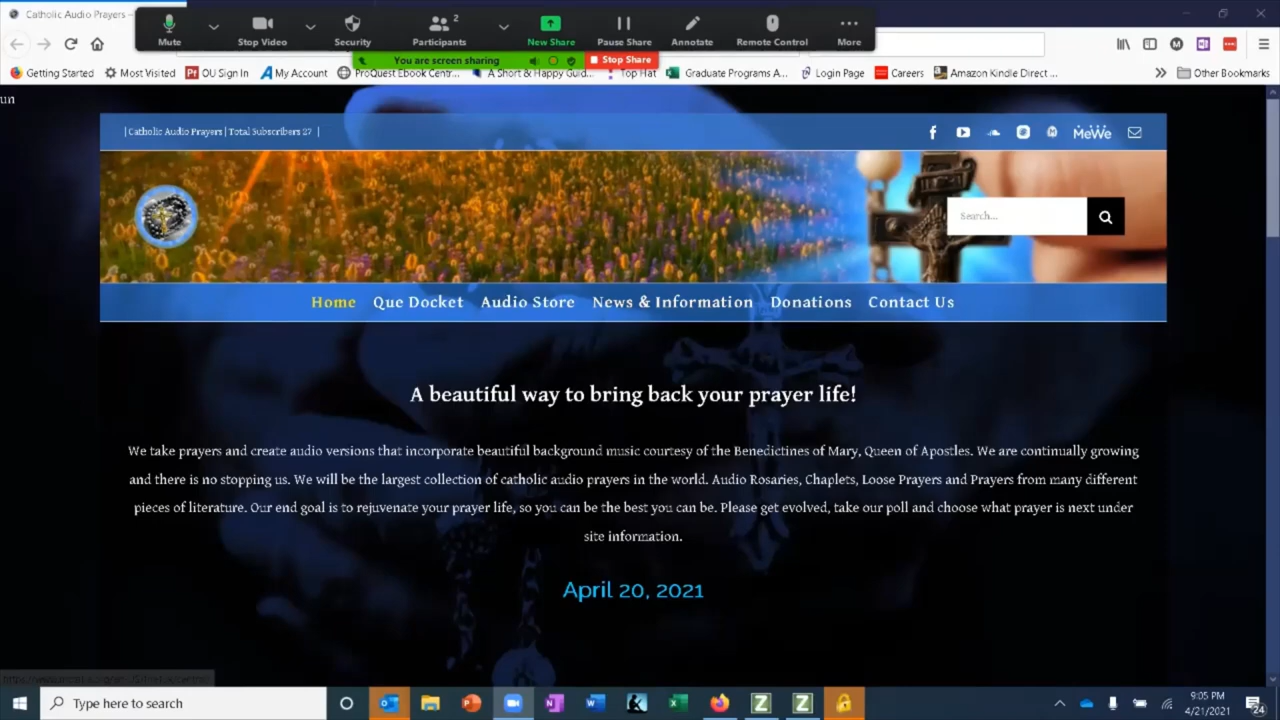 Catholic Audio Prayers –
Mute
Stop Video
Security
2
Participants
New Share
Pause Share
Annotate
Remote Control
More
You are screen sharing
Stop Share
Getting Started
Most Visited
OU Sign In
My Account
ProQuest Ebook Centr...
A Short & Happy Guid...
Top Hat
Graduate Programs A...
Login Page
Careers
Amazon Kindle Direct ...
Other Bookmarks
un
| Catholic Audio Prayers | Total Subscribers 27 |
MeWe
Search...
Home Que Docket Audio Store News & Information Donations Contact Us
A beautiful way to bring back your prayer life!
We take prayers and create audio versions that incorporate beautiful background music courtesy of the Benedictines of Mary, Queen of Apostles. We are continually growing
and there is no stopping us. We will be the largest collection of catholic audio prayers in the world. Audio Rosaries, Chaplets, Loose Prayers and Prayers from many different
pieces of literature. Our end goal is to rejuvenate your prayer life, so you can be the best you can be. Please get evolved, take our poll and choose what prayer is next under
site information.
April 20, 2021
Type here to search
9:05 PM
4/21/2021
24